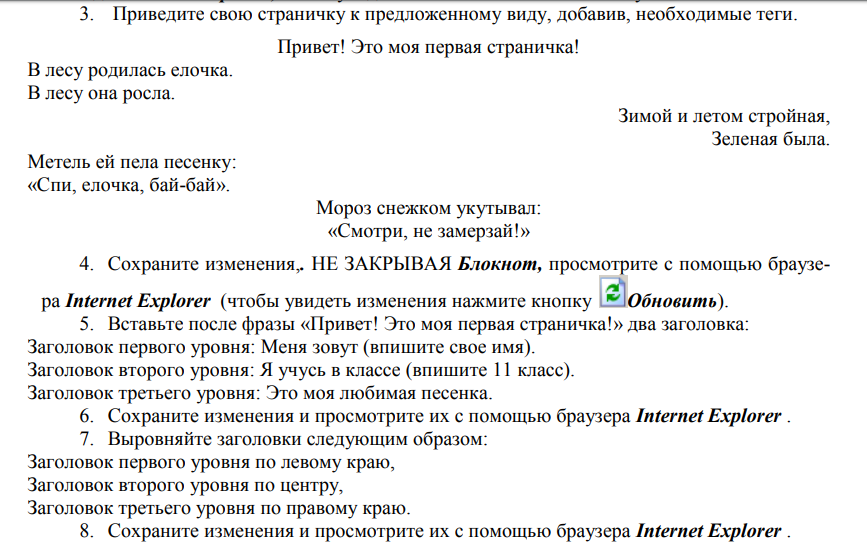 3. Приведите свою страничку к предложенному виду, добавив, необходимые теги.
Привет! Это моя первая страничка!
В лесу родилась елочка.
В лесу она росла.
Зимой и летом стройная,
Зеленая была.
Метель ей пела песенку:
«Спи, елочка, бай-бай».
Мороз снежком укутывал:
«Смотри, не замерзай!»
4. Сохраните изменения,. НЕ ЗАКРЫВАЯ Блокнот, просмотрите с помощью браузе-
ра Internet Explorer (чтобы увидеть изменения нажмите кнопку Обновить).
5. Вставьте после фразы «Привет! Это моя первая страничка!» два заголовка:
Заголовок первого уровня: Меня зовут (впишите свое имя).
Заголовок второго уровня: Я учусь в классе (впишите 11 класс).
Заголовок третьего уровня: Это моя любимая песенка.
6. Сохраните изменения и просмотрите их с помощью браузера Internet Explorer .
7. Выровняйте заголовки следующим образом:
Заголовок первого уровня по левому краю,
Заголовок второго уровня по центру,
Заголовок третьего уровня по правому краю.
8. Сохраните изменения и просмотрите их с помощью браузера Internet Explorer .